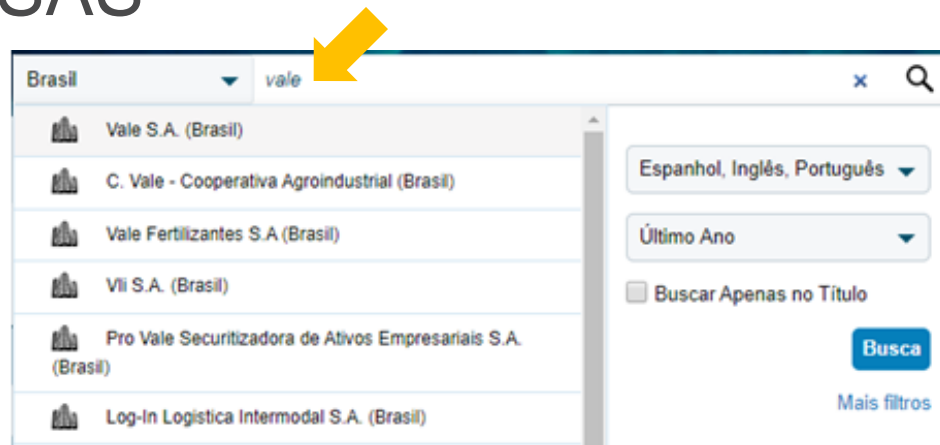 Brasil
vale
Vale S.A. (Brasil)
C. Vale - Cooperativa Agroindustrial (Brasil)
Vale Fertilizantes S.A (Brasil)
Vli S.A. (Brasil)
Pro Vale Securitizadora de Ativos Empresariais S.A.
(Brasil)
Log-In Logistica Intermodal S.A. (Brasil)
Espanhol, Inglês, Português
Último Ano
Buscar Apenas no Título
Busca
Mais filtros